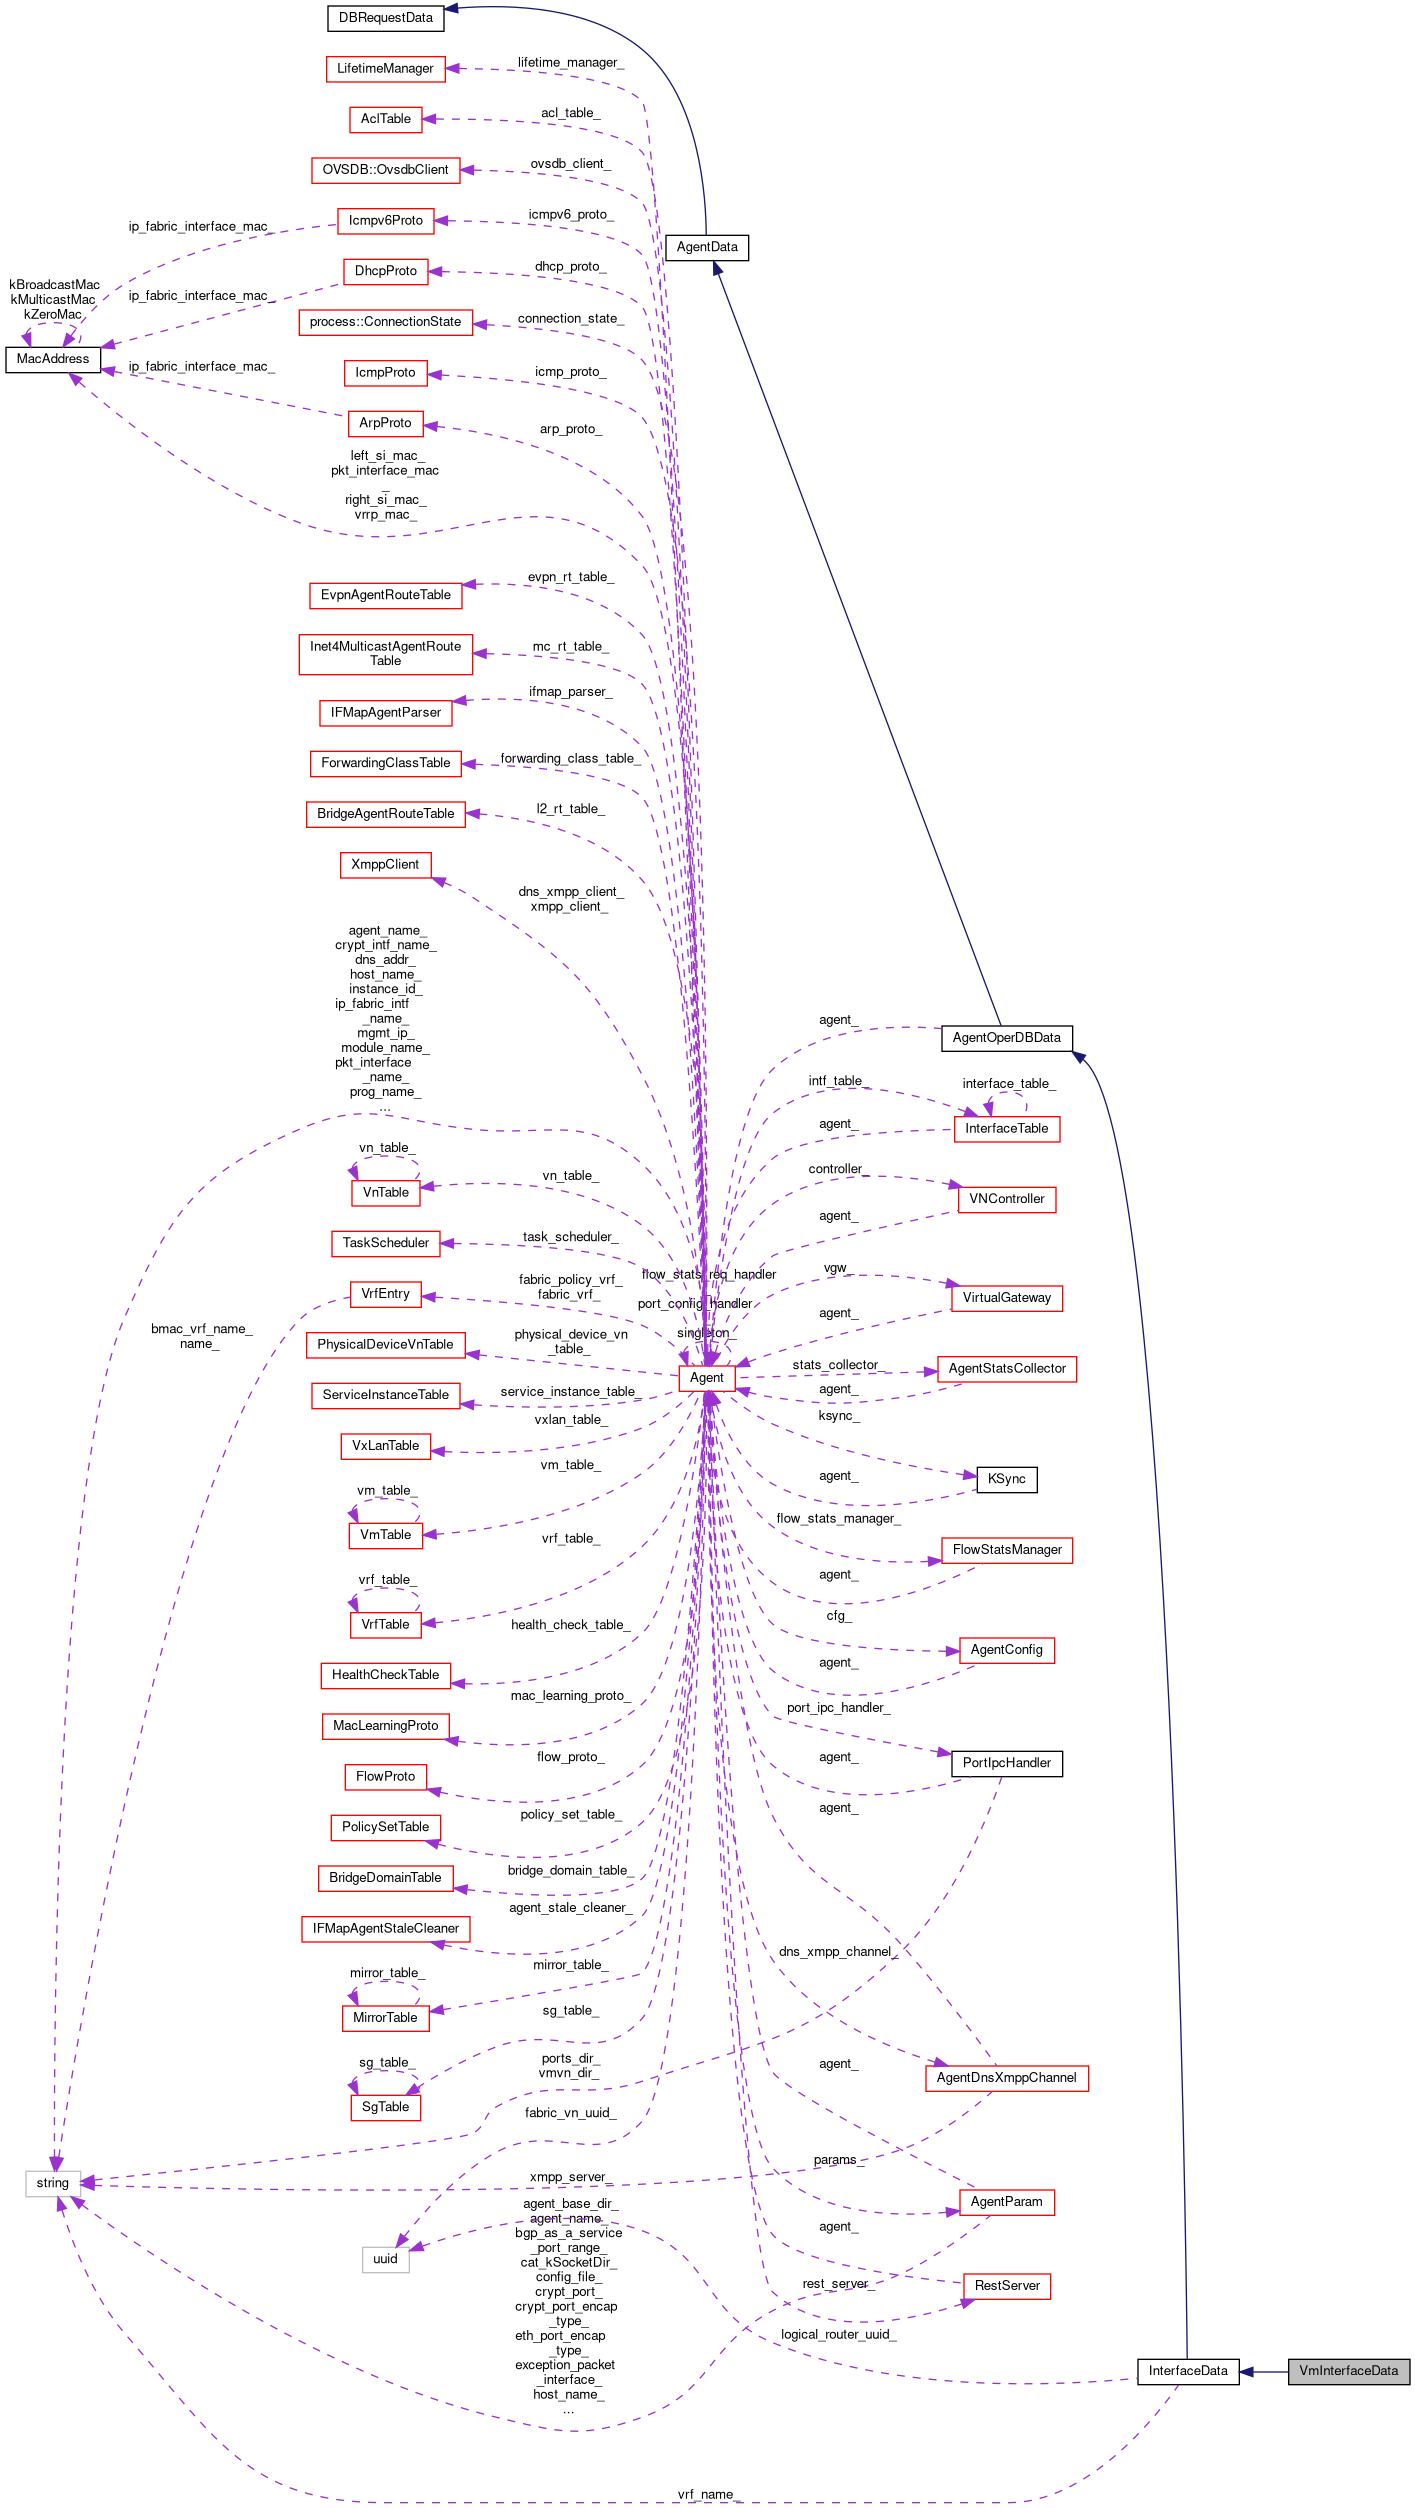 DBRequestData
lifetime_manager_
LifetimeManager
acl_table_
AclTable
ovsdb_client_
OVSDB::OvsdbClient
icmpv6_proto_
Icmpv6Proto
ip_fabric_interface_mac_
AgentData
dhcp_proto_
DhcpProto
kBroadcastMac
kMulticastMac
kZeroMac
ip_fabric_interface_mac_
connection_state_
process::ConnectionState
MacAddress
ip_fabric_interface_mac_
icmp_proto_
IcmpProto
ArpProto
arp_proto_
left_si_mac_
pkt_interface_mac
_
right_si_mac_
vrrp_mac_
evpn_rt_table_
EvpnAgentRouteTable
Inet4MulticastAgentRoute
Table
mc_rt_table_
ifmap_parser_
IFMapAgentParser
forwarding_class_table_
ForwardingClassTable
l2_rt_table_
BridgeAgentRouteTable
XmppClient
dns_xmpp_client_
xmpp_client_
agent_name_
crypt_intf_name_
dns_addr_
host_name_
instance_id_
ip_fabric_intf
_name_
mgmt_ip_
module_name_
pkt_interface
_name_
prog_name_
...
agent_
AgentOperDBData
intf_table_
interface_table_
agent_
InterfaceTable
vn_table_
VnTable
vn_table_
controller_
VNController
agent_
task_scheduler_
TaskScheduler
flow_stats_req_handler
vgw_
fabric_policy_vrf_
fabric_vrf_
VrfEntry
port_config_handler
VirtualGateway
agent_
bmac_vrf_name_
name_
physical_device_vn
_table_
PhysicalDeviceVnTable
singleton_
Agent
stats_collector_
AgentStatsCollector
agent_
service_instance_table_
ServiceInstanceTable
vxlan_table_
VxLanTable
ksync_
KSync
agent_
vm_table_
vm_table_
VmTable
flow_stats_manager_
FlowStatsManager
agent_
vrf_table_
vrf_table_
VrfTable
cfg_
AgentConfig
agent_
health_check_table_
HealthCheckTable
mac_learning_proto_
MacLearningProto
port_ipc_handler_
PortIpcHandler
agent_
flow_proto_
FlowProto
agent_
policy_set_table_
PolicySetTable
bridge_domain_table_
BridgeDomainTable
agent_stale_cleaner_
IFMapAgentStaleCleaner
dns_xmpp_channel_
mirror_table_
mirror_table_
MirrorTable
sg_table_
sg_table_
SgTable
ports_dir_
vmvn_dir_
agent_
AgentDnsXmppChannel
fabric_vn_uuid_
params_
string
xmpp_server_
AgentParam
agent_base_dir_
agent_name_
bgp_as_a_service
_port_range_
cat_kSocketDir_
config_file_
crypt_port_
crypt_port_encap
_type_
eth_port_encap
_type_
exception_packet
_interface_
host_name_
...
agent_
uuid
rest_server_
RestServer
logical_router_uuid_
InterfaceData
VmInterfaceData
vrf_name_